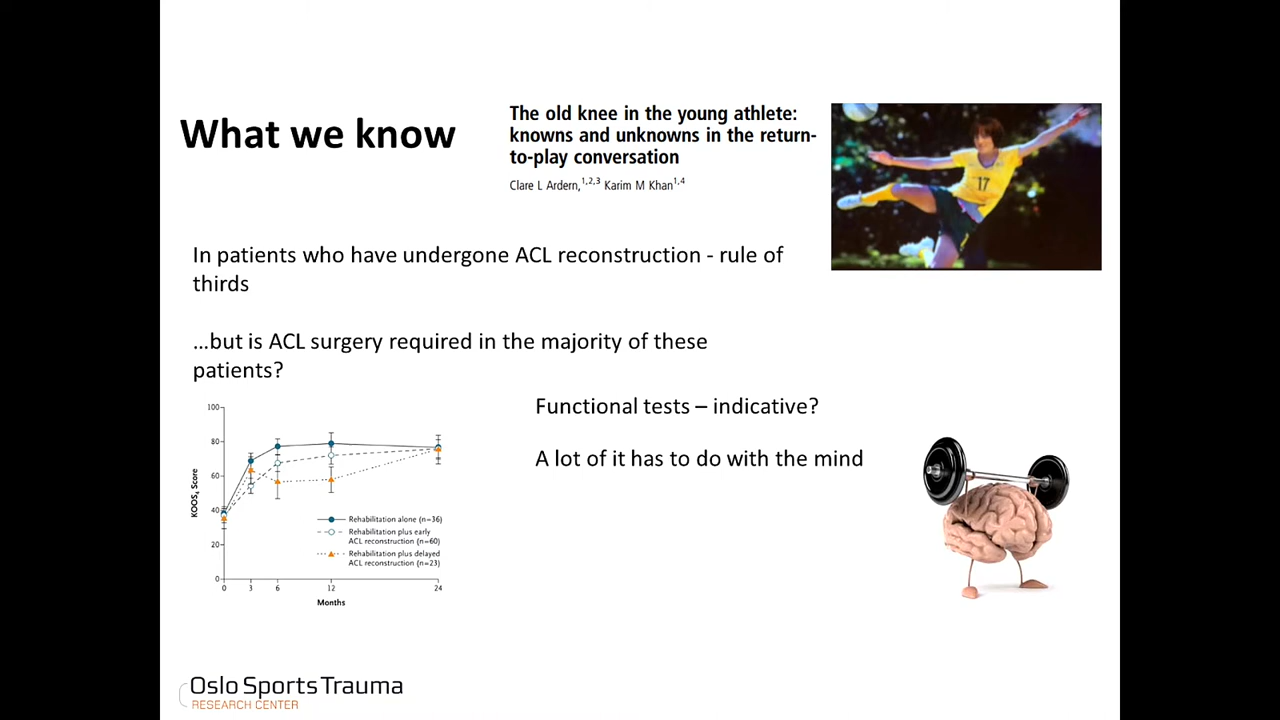 What we know
The old knee in the young athlete:
knowns and unknowns in the return-
to-play conversation
Clare L Ardern,1,2,3 Karim M Khan1,4
17
In patients who have undergone ACL reconstruction - rule of
thirds
...but is ACL surgery required in the majority of these
patients?
Functional tests – indicative?
A lot of it has to do with the mind
100
80
60
40
20
0
KOOS4 Score
0 3 6 12 24
Months
Rehabilitation alone (n=36)
Rehabilitation plus early
ACL reconstruction (n=60)
Rehabilitation plus delayed
ACL reconstruction (n=23)
Oslo Sports Trauma
RESEARCH CENTER